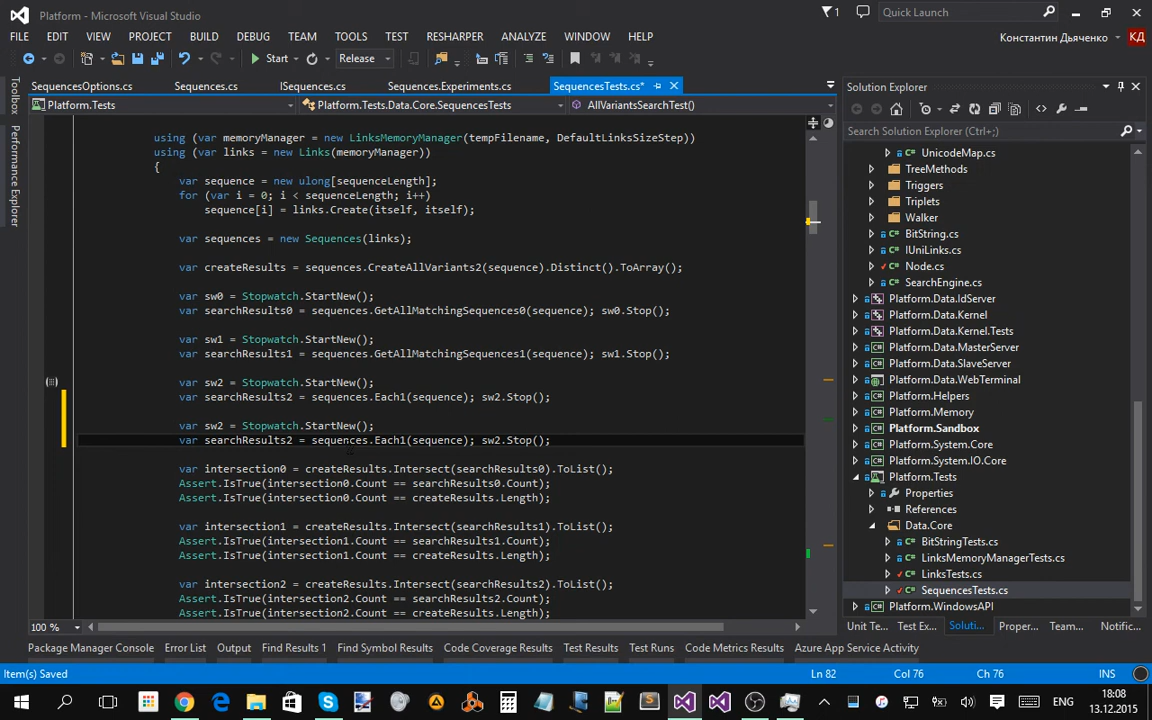 Platform - Microsoft Visual Studio
1
Quick Launch
FILE EDIT VIEW PROJECT BUILD DEBUG TEAM TOOLS TEST RESHARPER ANALYZE WINDOW HELP
Константин Дьяченко КД
Start Release
SequencesOptions.cs Sequences.cs ISequences.cs Sequences.Experiments.cs SequencesTests.cs*
Platform.Tests Platform.Tests.Data.Core.SequencesTests AllVariantsSearchTest()
Toolbox
Performance Explorer
using (var memoryManager = new LinksMemoryManager(tempFilename, DefaultLinksSizeStep))
using (var links = new Links(memoryManager))
{
var sequence = new ulong[sequenceLength];
for (var i = 0; i < sequenceLength; i++)
sequence[i] = links.Create(itself, itself);
var sequences = new Sequences(links);
var createResults = sequences.CreateAllVariants2(sequence).Distinct().ToArray();
var sw0 = Stopwatch.StartNew();
var searchResults0 = sequences.GetAllMatchingSequences0(sequence); sw0.Stop();
var sw1 = Stopwatch.StartNew();
var searchResults1 = sequences.GetAllMatchingSequences1(sequence); sw1.Stop();
var sw2 = Stopwatch.StartNew();
var searchResults2 = sequences.Each1(sequence); sw2.Stop();
var sw2 = Stopwatch.StartNew();
var searchResults2 = sequences.Each1(sequence); sw2.Stop();
var intersection0 = createResults.Intersect(searchResults0).ToList();
Assert.IsTrue(intersection0.Count == searchResults0.Count);
Assert.IsTrue(intersection0.Count == createResults.Length);
var intersection1 = createResults.Intersect(searchResults1).ToList();
Assert.IsTrue(intersection1.Count == searchResults1.Count);
Assert.IsTrue(intersection1.Count == createResults.Length);
var intersection2 = createResults.Intersect(searchResults2).ToList();
Assert.IsTrue(intersection2.Count == searchResults2.Count);
Assert.IsTrue(intersection2.Count == createResults.Length);
100 %
Solution Explorer
Search Solution Explorer (Ctrl+;)
UnicodeMap.cs
TreeMethods
Triggers
Triplets
Walker
BitString.cs
IUniLinks.cs
Node.cs
SearchEngine.cs
Platform.Data.IdServer
Platform.Data.Kernel
Platform.Data.Kernel.Tests
Platform.Data.MasterServer
Platform.Data.SlaveServer
Platform.Data.WebTerminal
Platform.Helpers
Platform.Memory
Platform.Sandbox
Platform.System.Core
Platform.System.IO.Core
Platform.Tests
Properties
References
Data.Core
BitStringTests.cs
LinksMemoryManagerTests.cs
LinksTests.cs
SequencesTests.cs
Platform.WindowsAPI
Unit Te... Test Ex... Soluti... Proper... Team... Notific...
Package Manager Console Error List Output Find Results 1 Find Symbol Results Code Coverage Results Test Results Test Runs Code Metrics Results Azure App Service Activity
Item(s) Saved Ln 82 Col 76 Ch 76 INS
ENG
18:08
13.12.2015